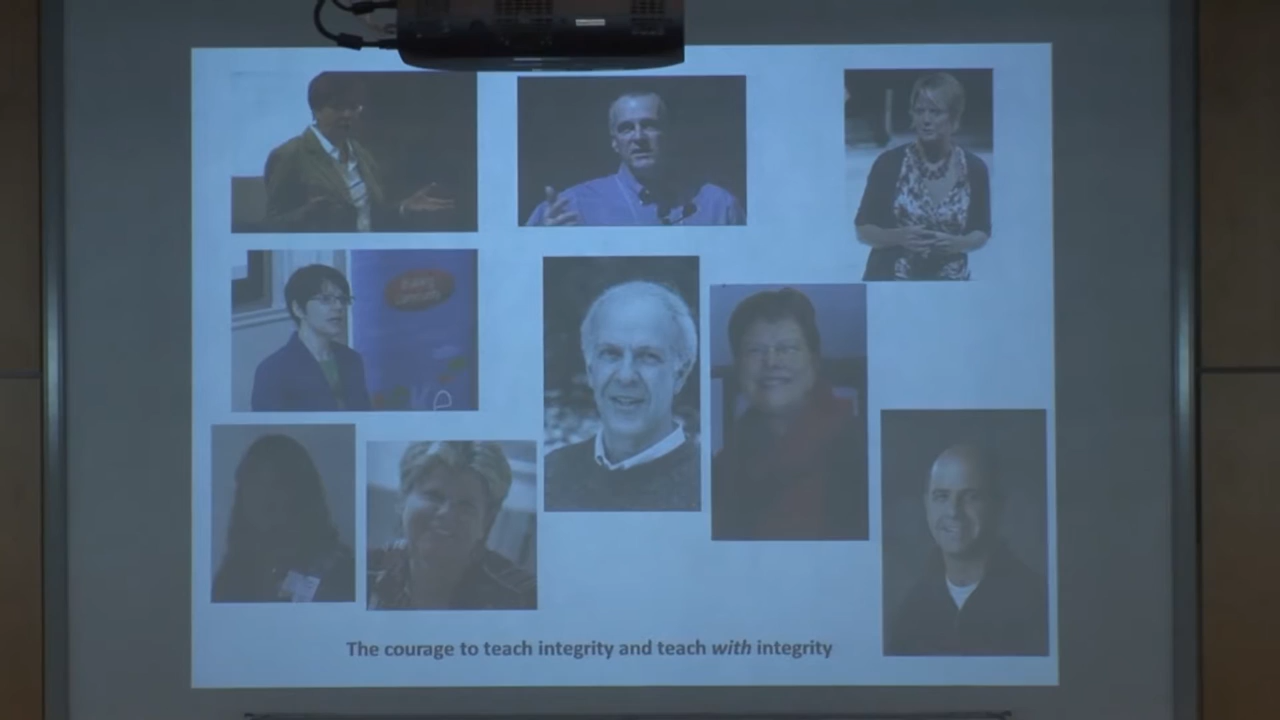 e
The courage to teach integrity and teach with integrity